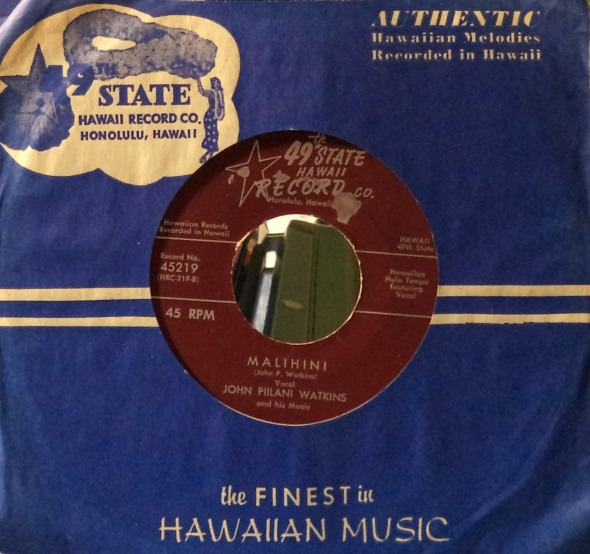 AUTHENTIC
Hawaiian Melodies
Recorded in Hawaii
49TH
STATE
HAWAII RECORD CO.
HONOLULU, HAWAII
49th STATE
HAWAII
RECORD CO.
Honolulu, Hawaii
Hawaiian Records
Recorded in Hawaii
Record No.
45219
(HRC-219-B)
45 RPM
HAWAII
49th State
Hawaiian
Hula Tempo
featuring
Vocal
MALIHINI
(John P. Watkins)
Vocal
JOHN PIILANI WATKINS
and his Music
the FINEST in
HAWAIIAN MUSIC